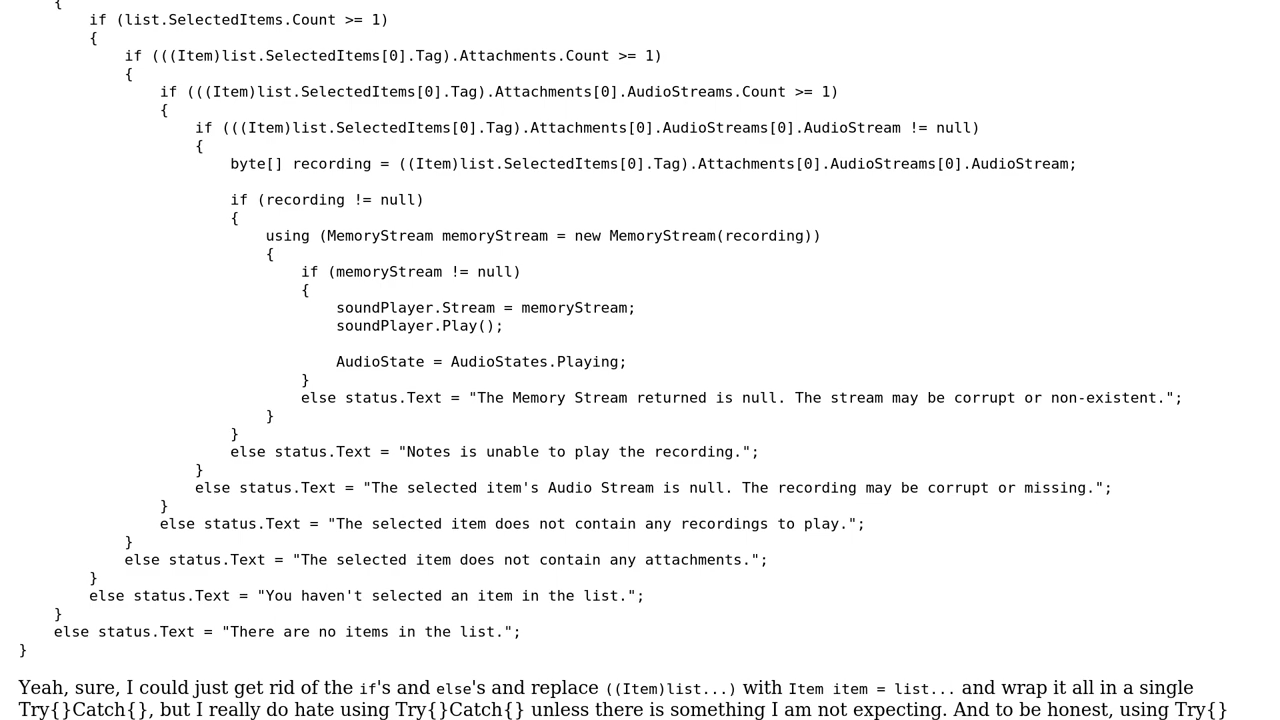 {
if (list.SelectedItems.Count >= 1)
{
if (((Item)list.SelectedItems[0].Tag).Attachments.Count >= 1)
{
if (((Item)list.SelectedItems[0].Tag).Attachments[0].AudioStreams.Count >= 1)
{
if (((Item)list.SelectedItems[0].Tag).Attachments[0].AudioStreams[0].AudioStream != null)
{
byte[] recording = ((Item)list.SelectedItems[0].Tag).Attachments[0].AudioStreams[0].AudioStream;
if (recording != null)
{
using (MemoryStream memoryStream = new MemoryStream(recording))
{
if (memoryStream != null)
{
soundPlayer.Stream = memoryStream;
soundPlayer.Play();
AudioState = AudioStates.Playing;
}
else status.Text = "The Memory Stream returned is null. The stream may be corrupt or non-existent.";
}
}
else status.Text = "Notes is unable to play the recording.";
}
else status.Text = "The selected item's Audio Stream is null. The recording may be corrupt or missing.";
}
else status.Text = "The selected item does not contain any recordings to play.";
}
else status.Text = "The selected item does not contain any attachments.";
}
else status.Text = "You haven't selected an item in the list.";
}
else status.Text = "There are no items in the list.";
}
Yeah, sure, I could just get rid of the if's and else's and replace ((Item)list...) with Item item = list... and wrap it all in a single
Try{}Catch{}, but I really do hate using Try{}Catch{} unless there is something I am not expecting. And to be honest, using Try{}